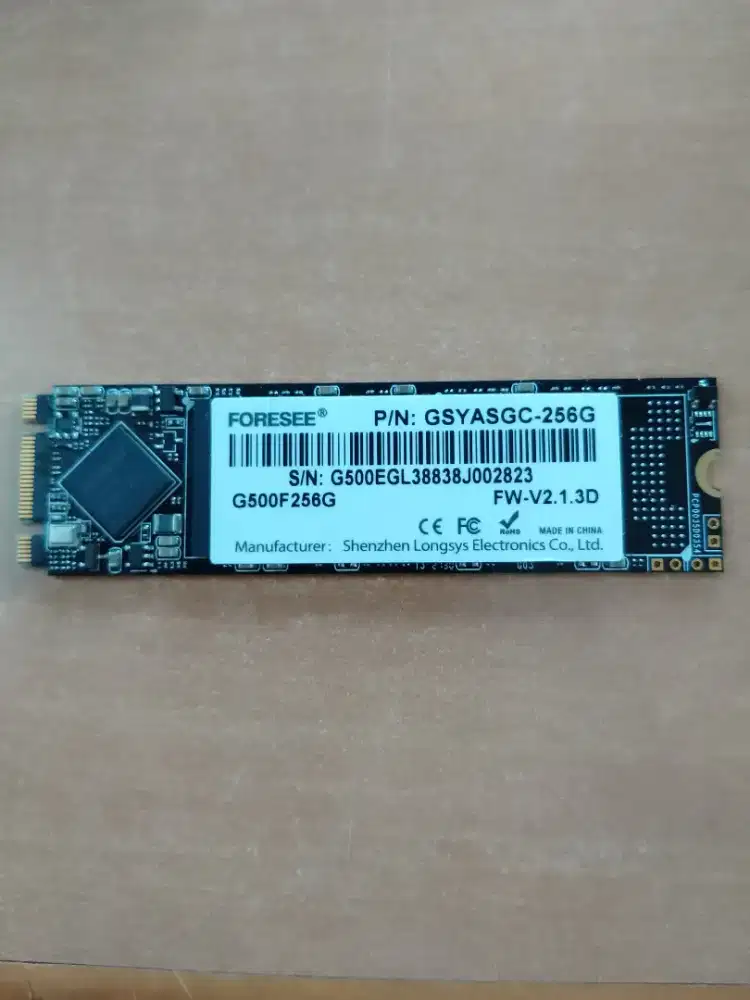 FORESEE® P/N: GSYASGC-256G
S/N: G500EGL38838J002823
G500F256G FW-V2.1.3D
CE FC RoHS MADE IN CHINA
Manufacturer: Shenzhen Longsys Electronics Co., Ltd.